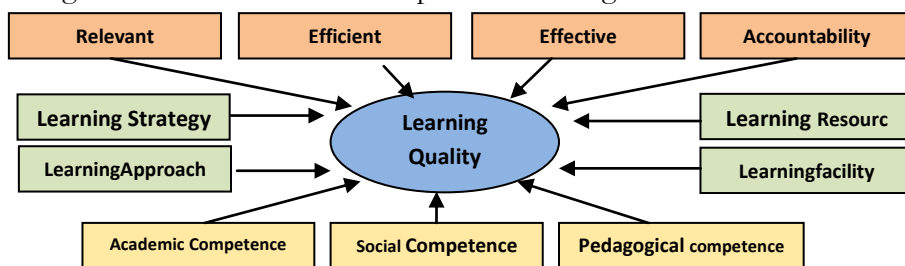 Relevant
Efficient
Effective
Accountability
Learning Strategy
Learning
Quality
Learning Resourc
LearningApproach
Learningfacility
Academic Competence
Social Competence
Pedagogical competence